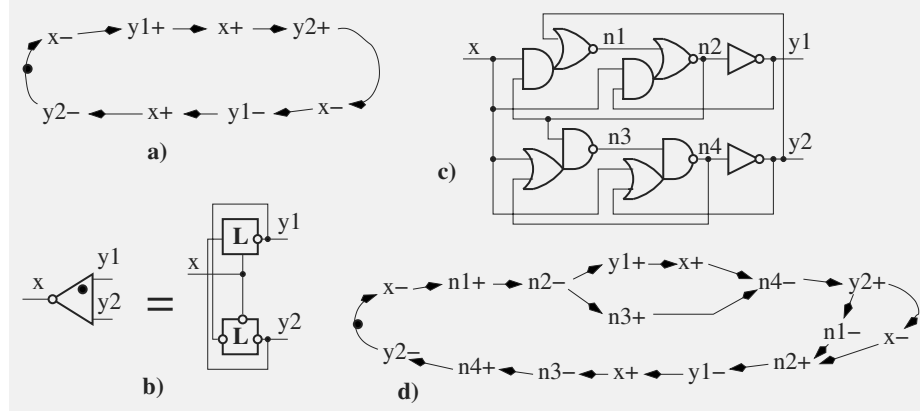 x- y1+ x+ y2+
y2- x+ y1- x-
a)
x n1 n2 y1
n3 n4 y2
c)
x y1 y2 = x L y1
L y2
b)
x- n1+ n2- y1+ x+ n4- y2+
n3+
n1- x-
y2- n4+ n3- x+ y1- n2+
d)